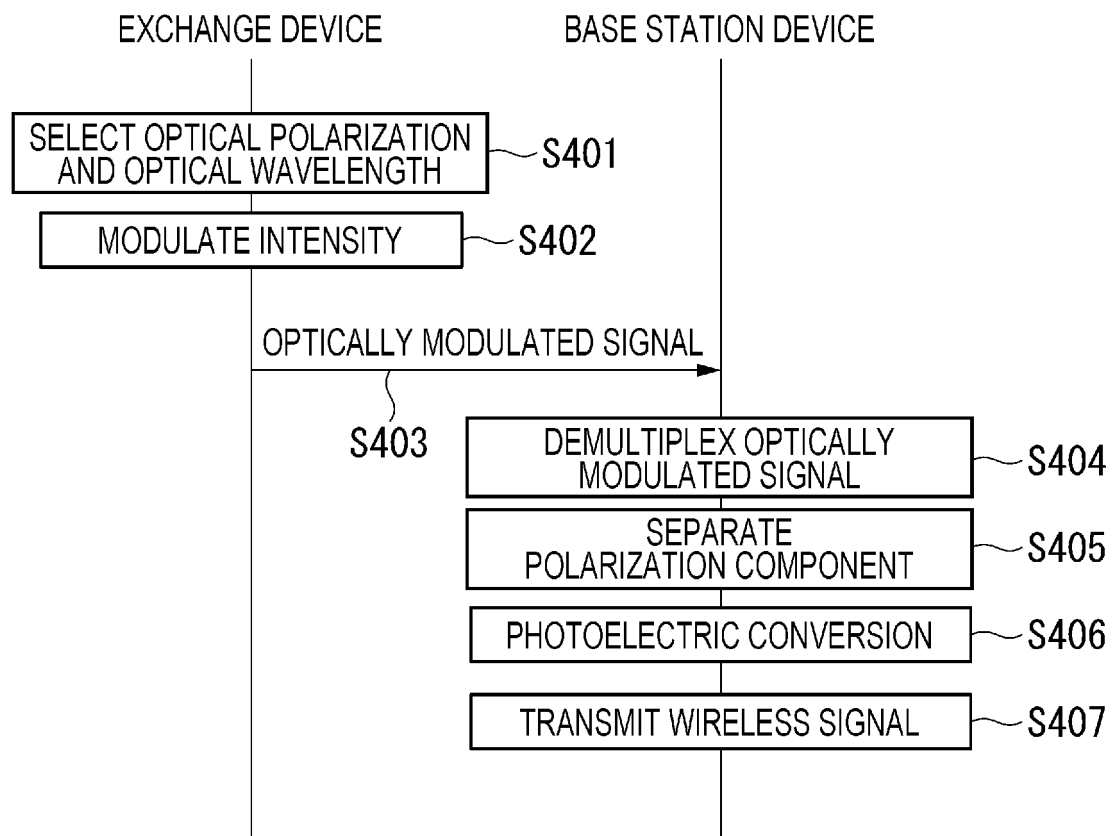 EXCHANGE DEVICE
BASE STATION DEVICE
SELECT OPTICAL POLARIZATION
AND OPTICAL WAVELENGTH
S401
MODULATE INTENSITY
S402
OPTICALLY MODULATED SIGNAL
S403
DEMULTIPLEX OPTICALLY
MODULATED SIGNAL
S404
SEPARATE
POLARIZATION COMPONENT
S405
PHOTOELECTRIC CONVERSION
S406
TRANSMIT WIRELESS SIGNAL
S407